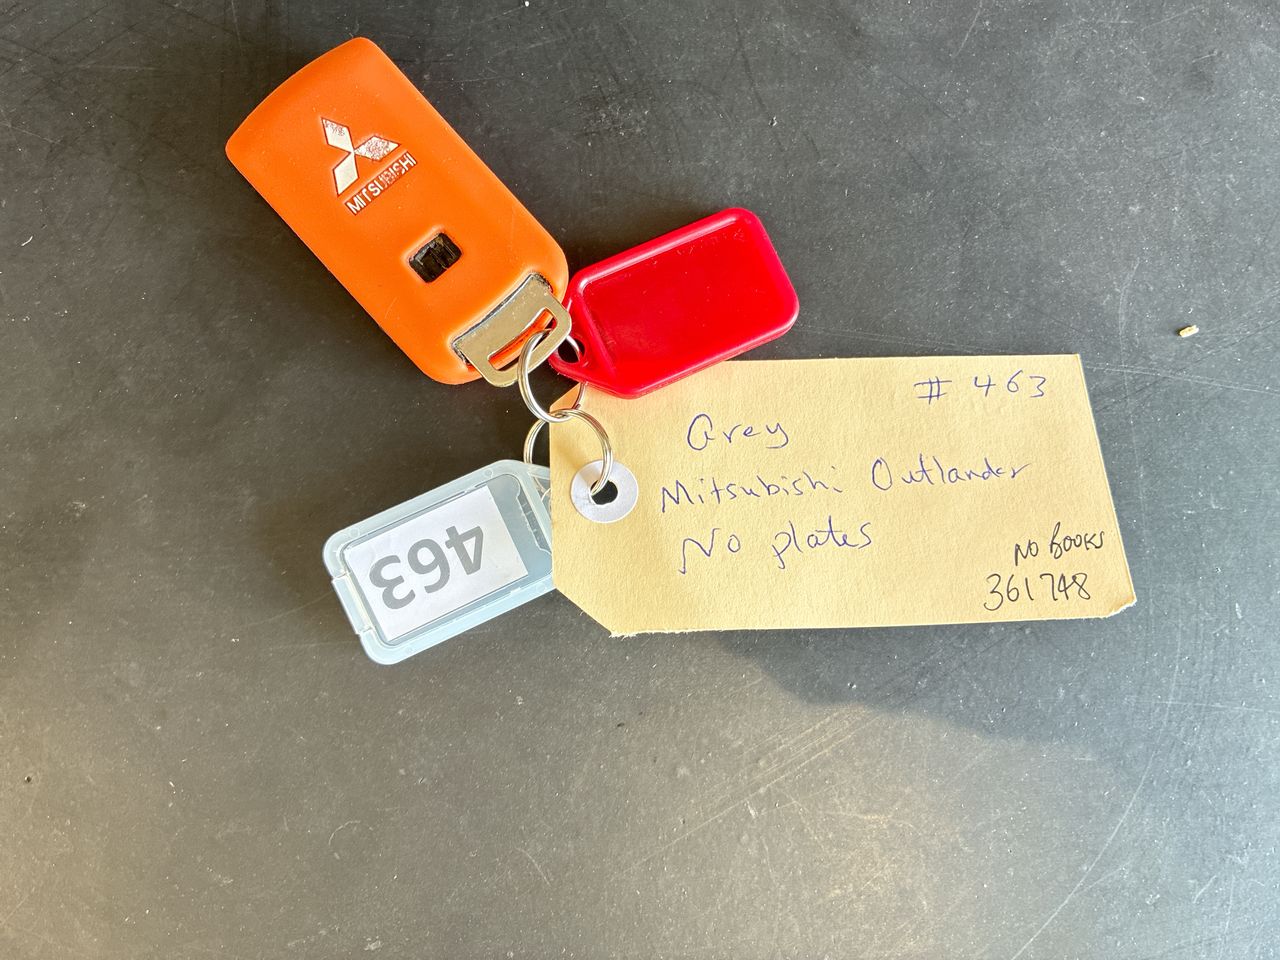 MITSUBISHI
# 463
Grey
Mitsubishi Outlander
No plates
NO BOOKS
361748
463